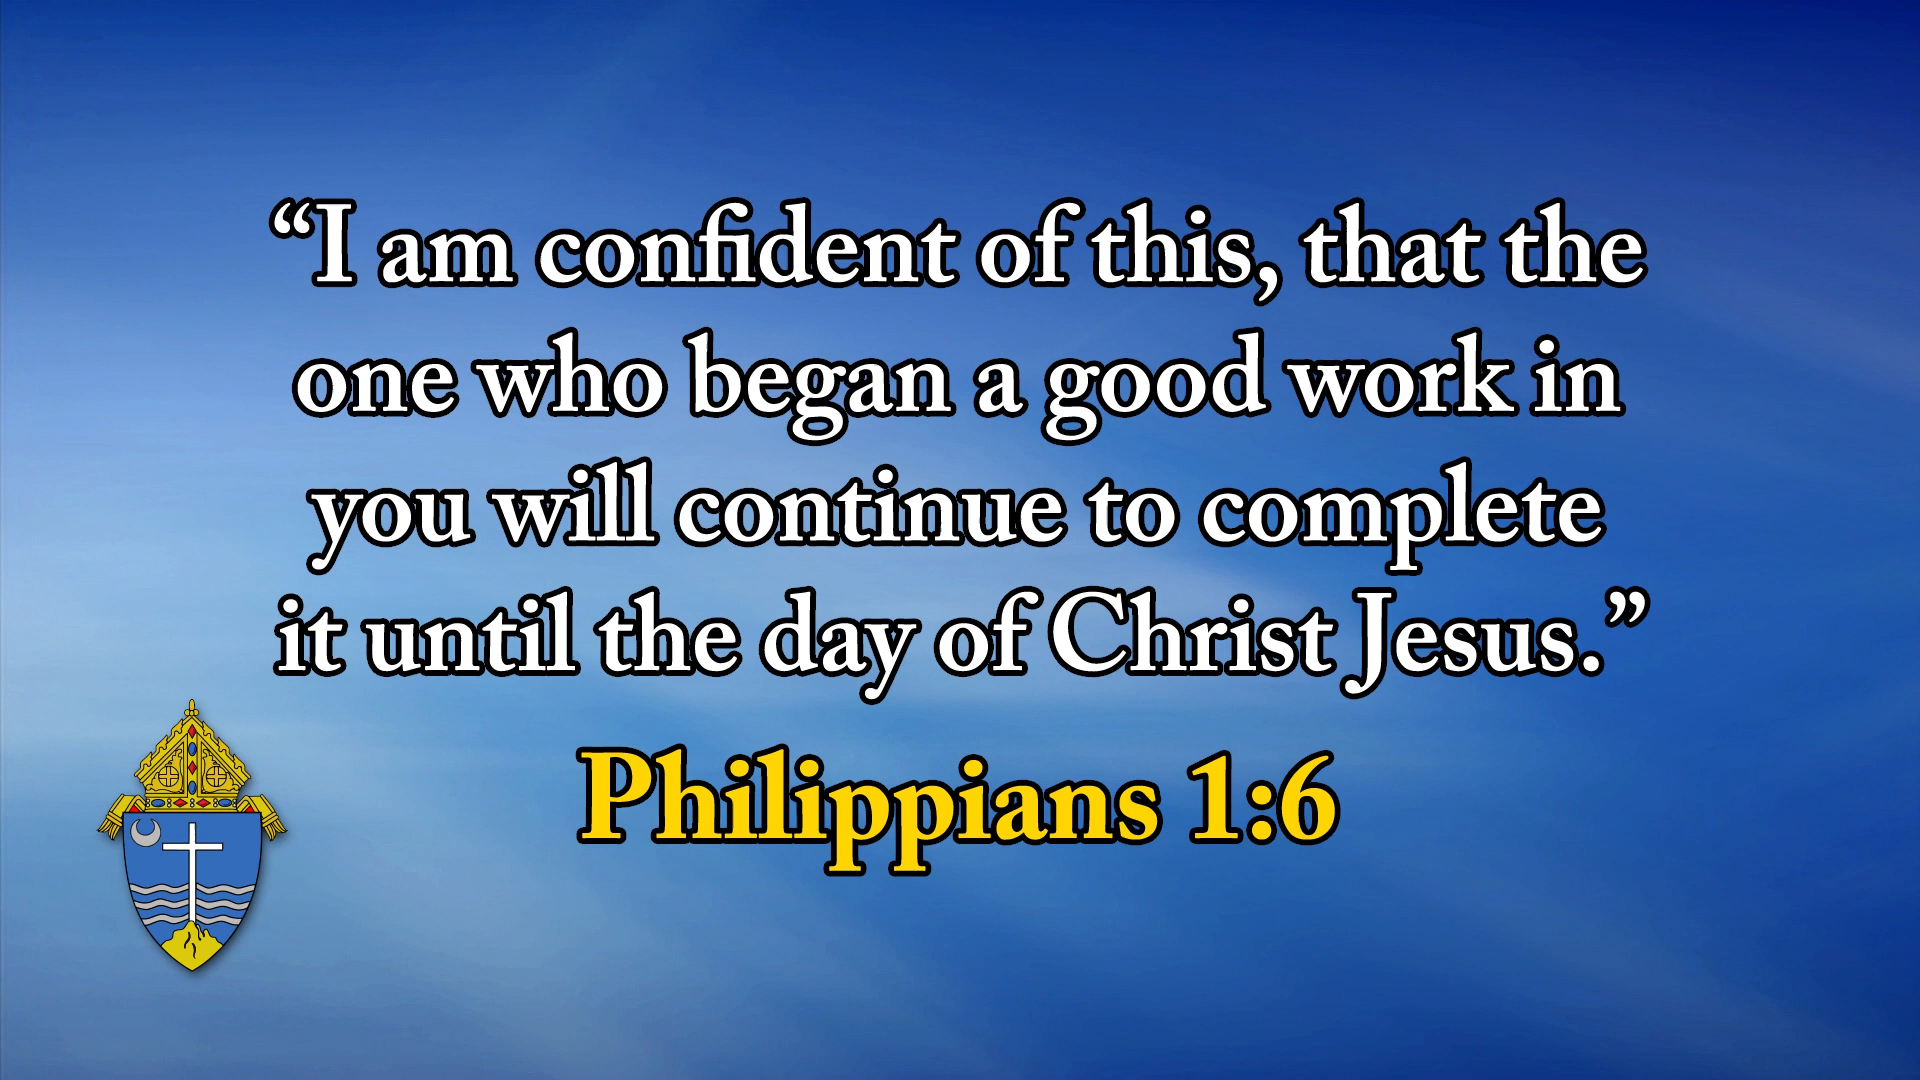 “I am confident of this, that the
one who began a good work in
you will continue to complete
it until the day of Christ Jesus.”
Philippians 1:6